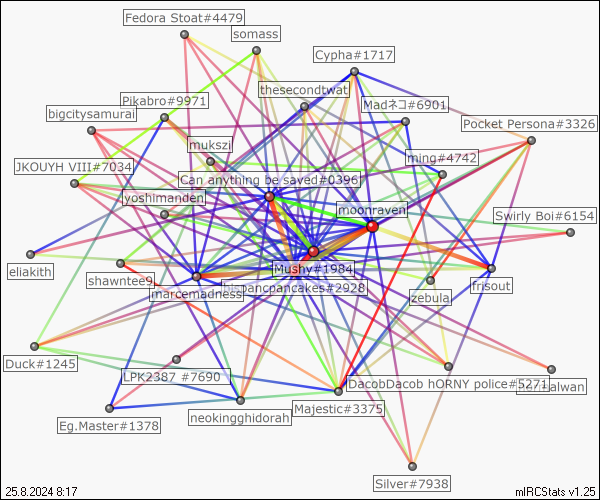 Fedora Stoat#4479
somass
Cypha#1717
thesecondtwat
Pikabro#9971
Madネコ#6901
bigcitysamurai
Pocket Persona#3326
mukszi
ming#4742
JKOUYH VIII#7034
Can anything be saved#0396
yoshimanden
moonraven
Swirly Boi#6154
eliakith
Mushy#1984
shawntee9
frisout
hispancpancakes#2928
marcemadness
zebula
Duck#1245
LPK2387 #7690
DacobDacob hORNY police#5271
alwan
Majestic#3375
neokingghidorah
Eg.Master#1378
Silver#7938
25.8.2024 8:17
mIRCStats v1.25